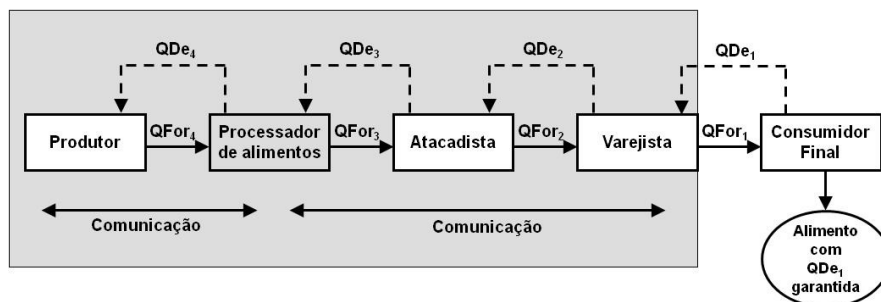 QDe4
QDe3
QDe2
QDe1
Produtor
QFor4
Processador
de alimentos
QFor3
Atacadista
QFor2
Varejista
QFor1
Consumidor
Final
Comunicação
Comunicação
Alimento
com
QDe1
garantida